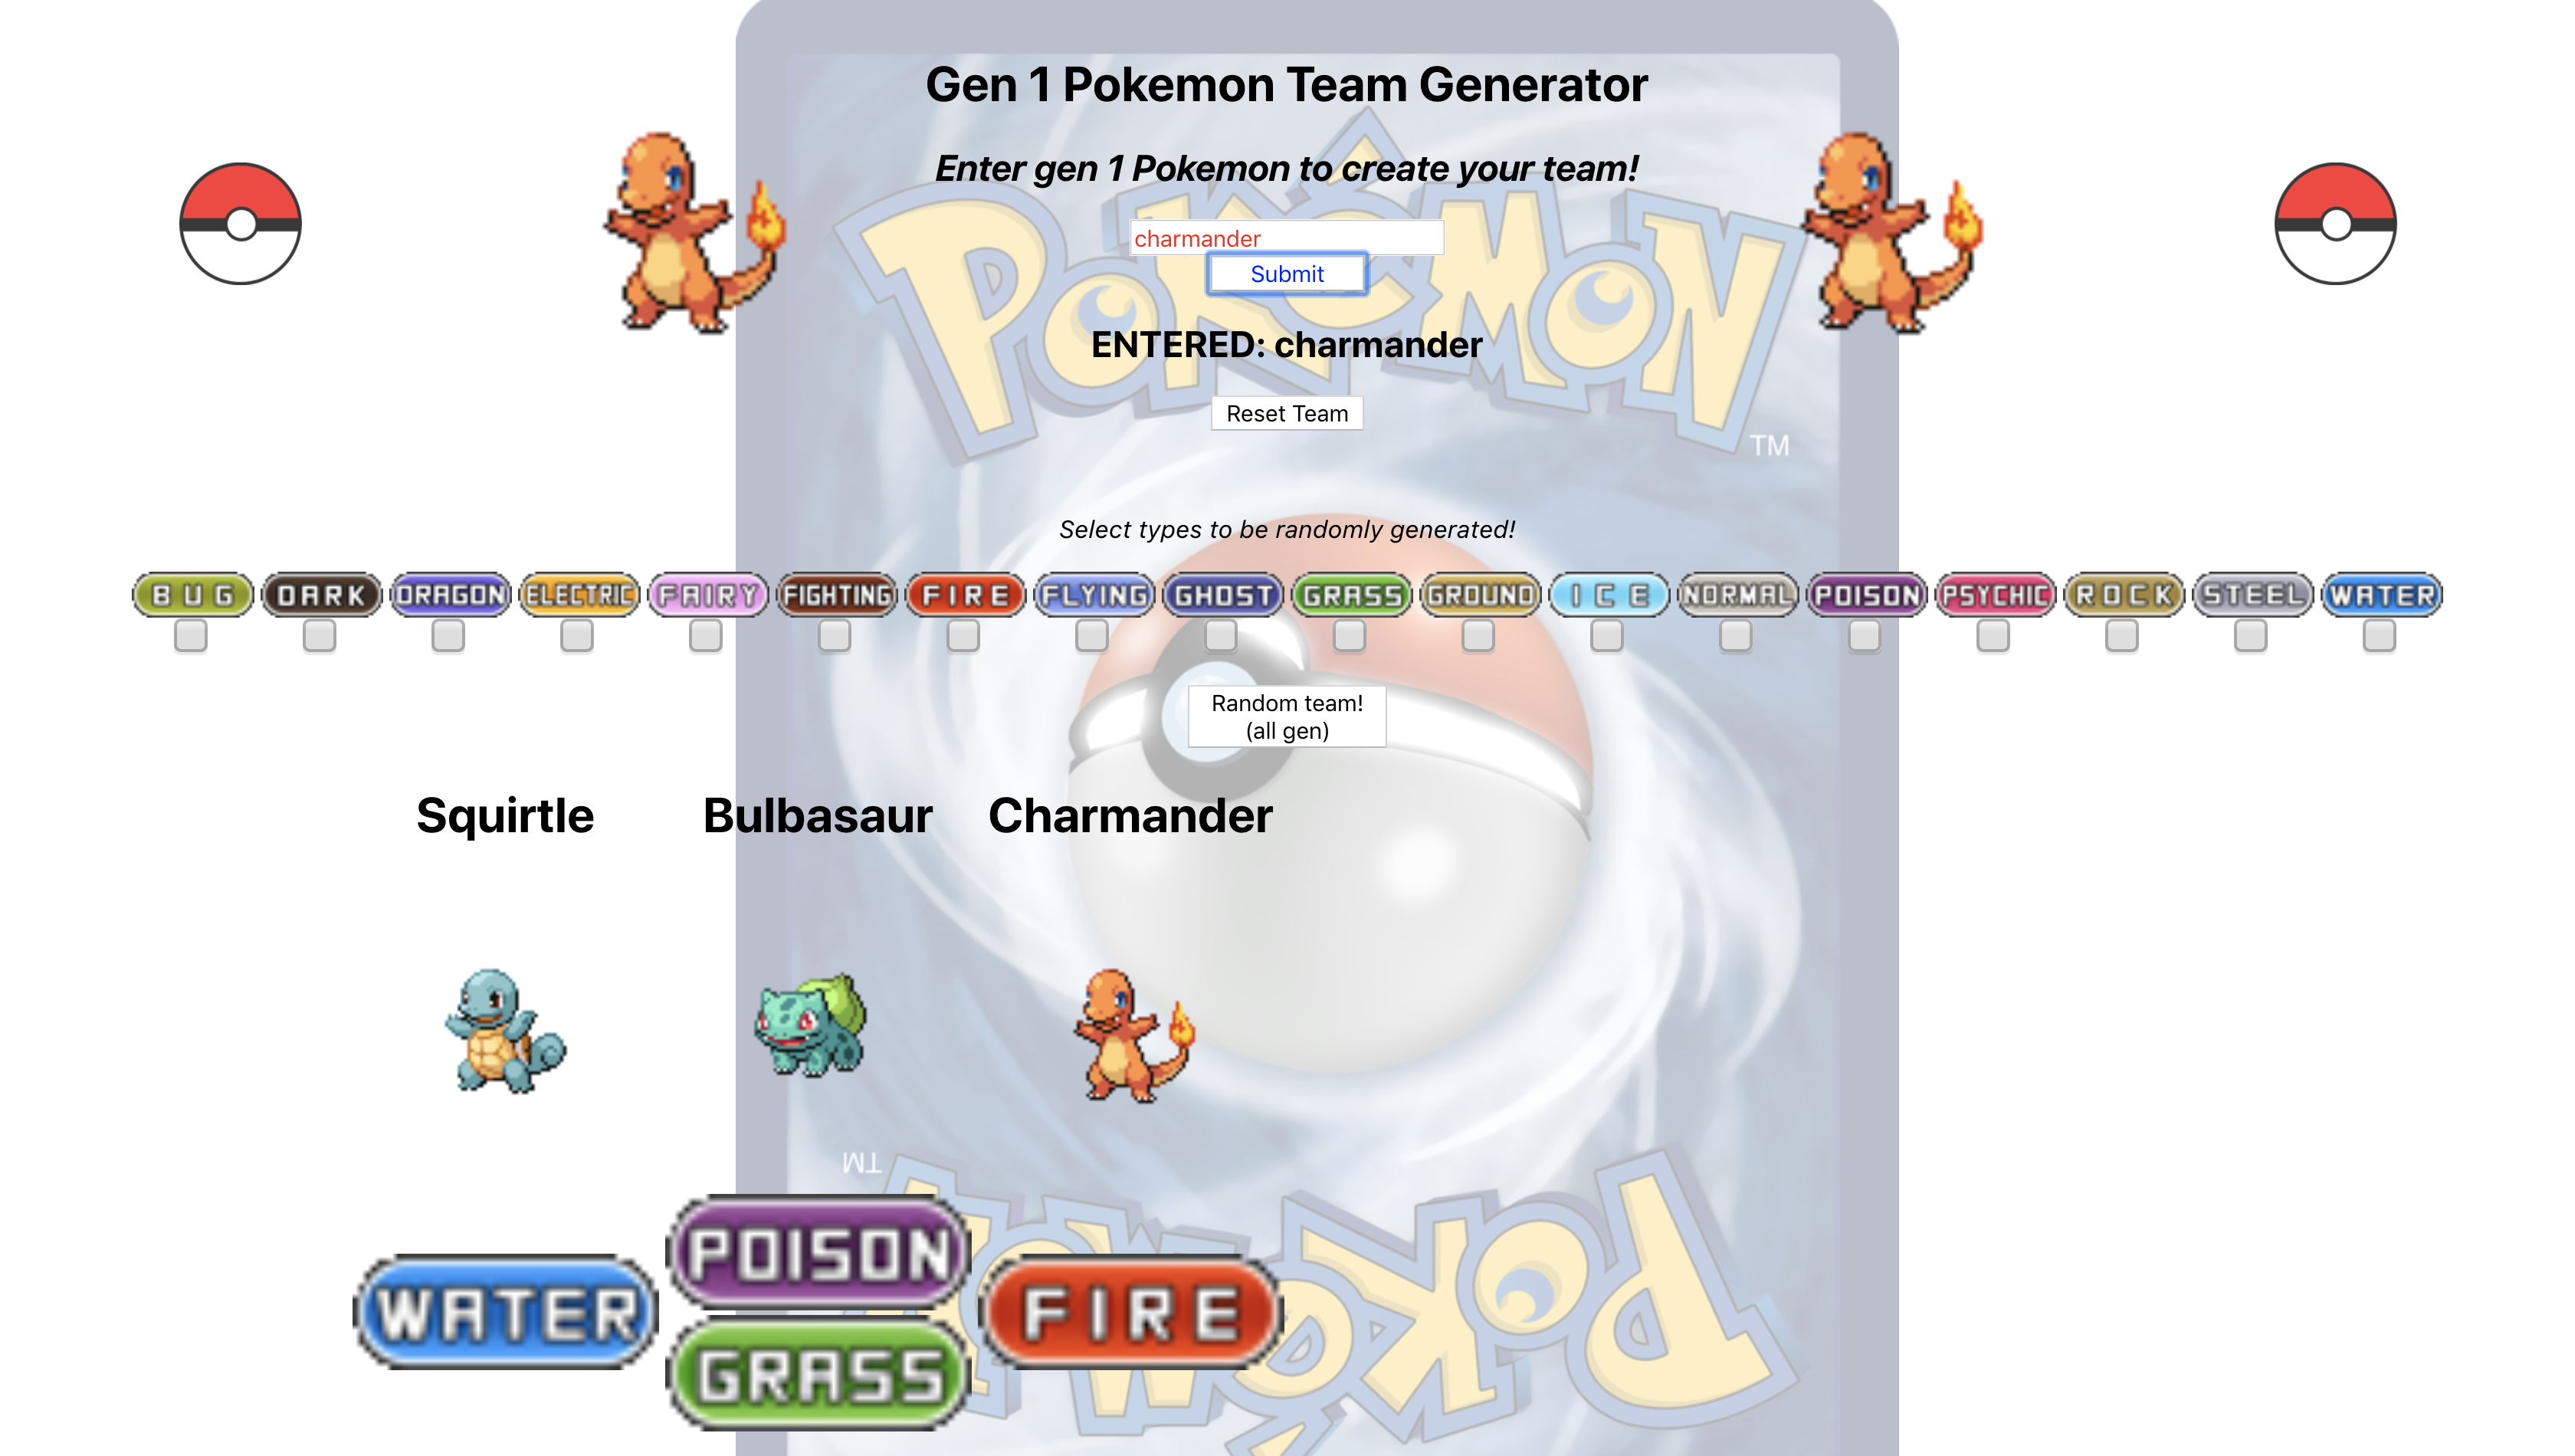 Gen 1 Pokemon Team Generator
Enter gen 1 Pokemon to create your team!
charmander
Submit
ENTERED: charmander
Reset Team
POKéMON
TM
Select types to be randomly generated!
BUG DARK DRAGON ELECTRIC FAIRY FIGHTING FIRE FLYING GHOST GRASS GROUND ICE NORMAL POISON PSYCHIC ROCK STEEL WATER
Random team!
(all gen)
Squirtle Bulbasaur Charmander
TM
POKéM
WATER POISON FIRE
GRASS